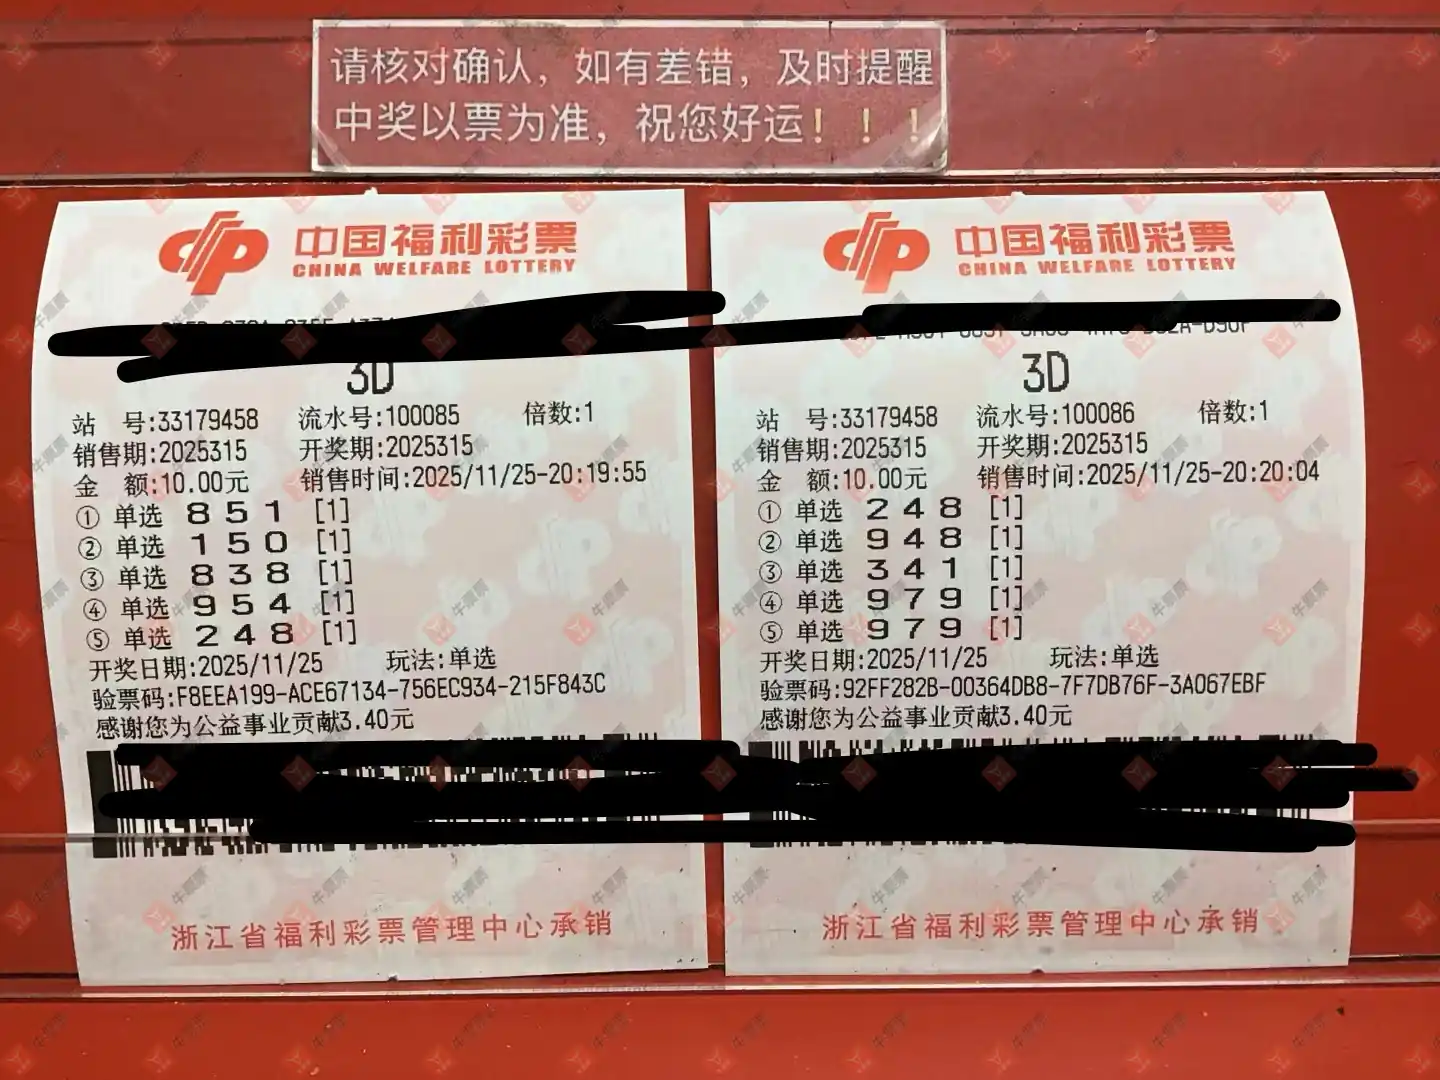 请核对确认，如有差错，及时提醒
中奖以票为准，祝您好运！！！
中国福利彩票
CHINA WELFARE LOTTERY
3D
站 号:33179458 流水号:100085 倍数:1
销售期:2025315 开奖期:2025315
金 额:10.00元 销售时间:2025/11/25-20:19:55
① 单选 8 5 1 [1]
② 单选 1 5 0 [1]
③ 单选 8 3 8 [1]
④ 单选 9 5 4 [1]
⑤ 单选 2 4 8 [1]
开奖日期:2025/11/25 玩法:单选
验票码:F8EEA199-ACE67134-756EC934-215F843C
感谢您为公益事业贡献3.40元
浙江省福利彩票管理中心承销
中国福利彩票
CHINA WELFARE LOTTERY
3D
站 号:33179458 流水号:100086 倍数:1
销售期:2025315 开奖期:2025315
金 额:10.00元 销售时间:2025/11/25-20:20:04
① 单选 2 4 8 [1]
② 单选 9 4 8 [1]
③ 单选 3 4 1 [1]
④ 单选 9 7 9 [1]
⑤ 单选 9 7 9 [1]
开奖日期:2025/11/25 玩法:单选
验票码:92FF282B-00364DB8-7F7DB76F-3A067EBF
感谢您为公益事业贡献3.40元
浙江省福利彩票管理中心承销